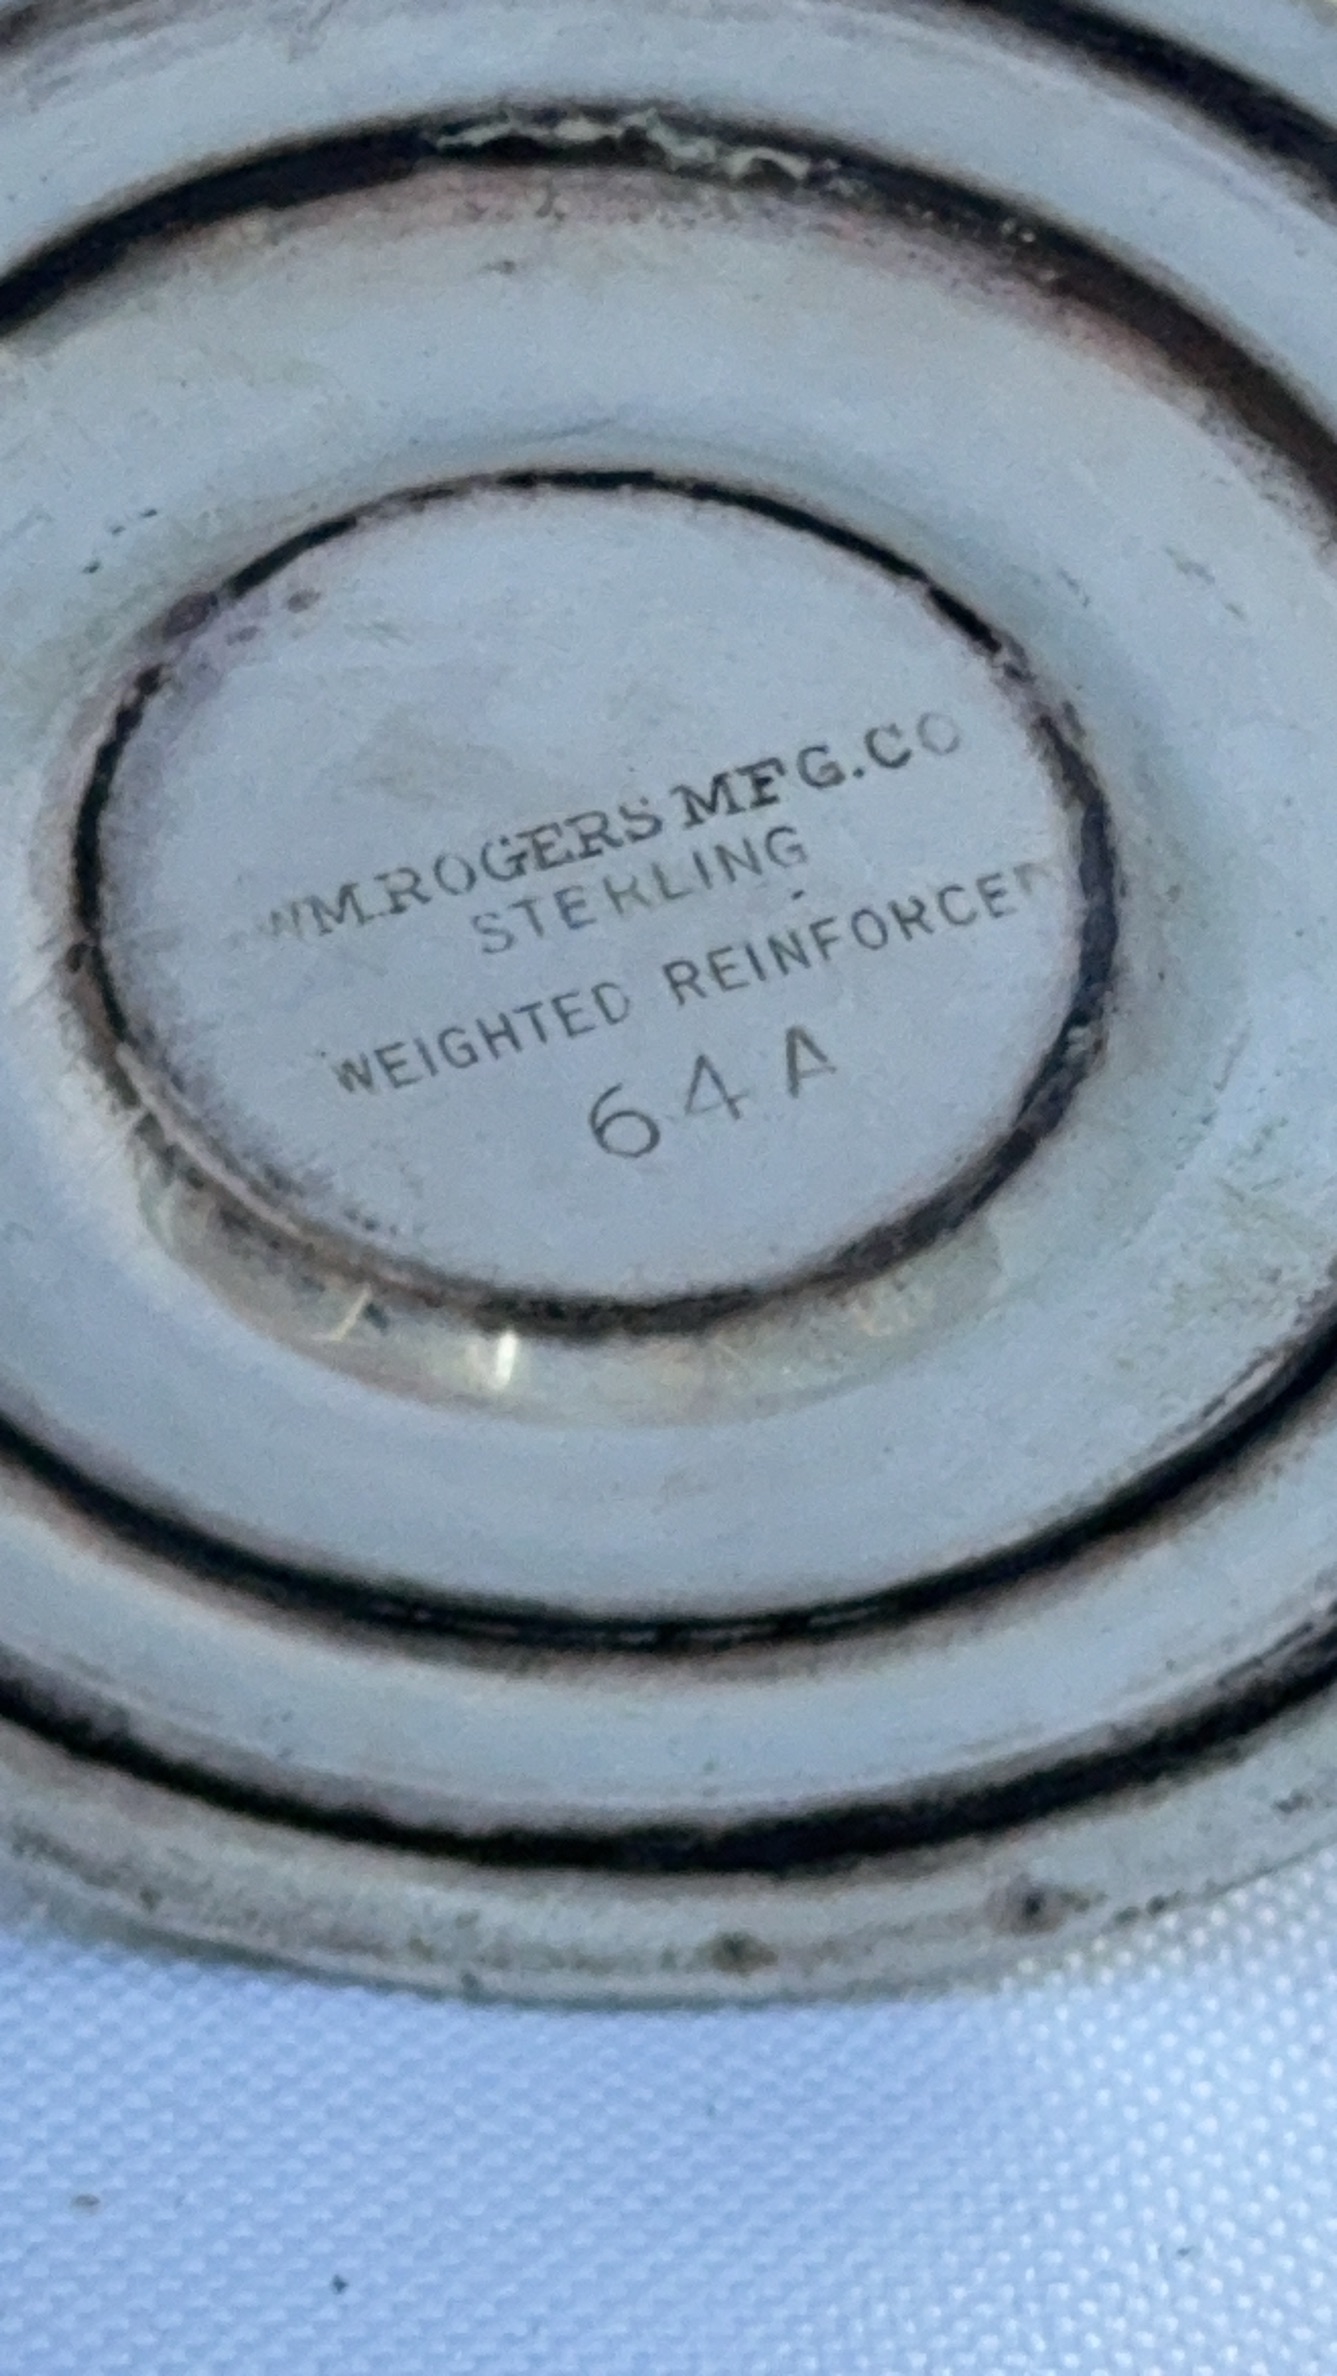 WM.ROGERS MFG.CO
STERLING
WEIGHTED REINFORCED
64A